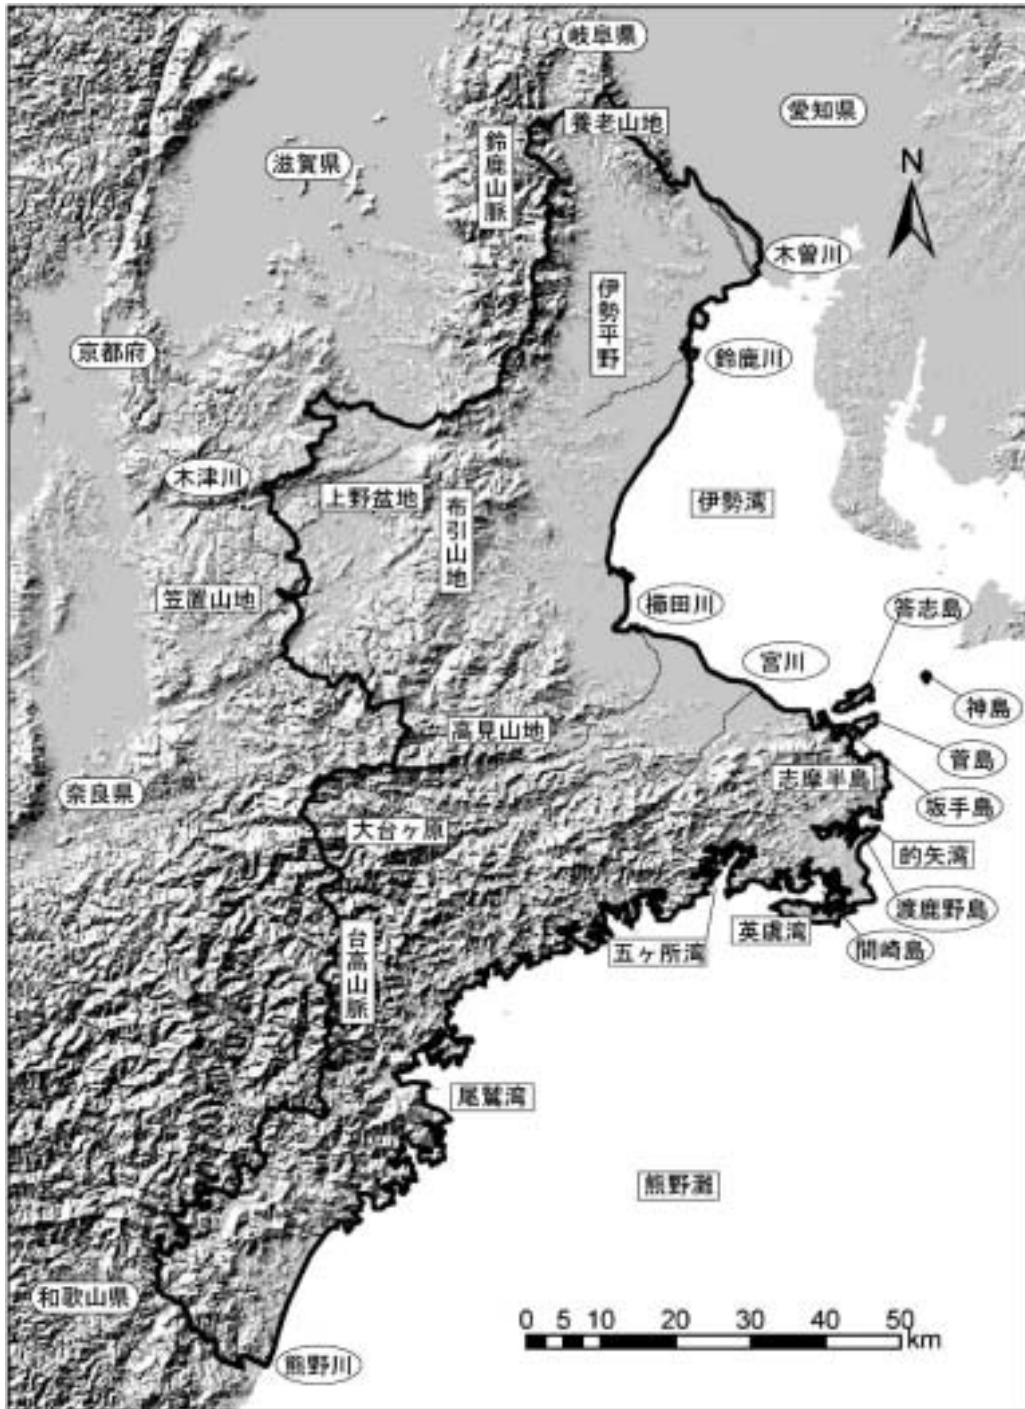 岐阜県
愛知県
養老山地
鈴鹿山脈
滋賀県
N
木曽川
伊勢平野
京都府
鈴鹿川
木津川
上野盆地
布引山地
伊勢湾
笠置山地
櫛田川
答志島
宮川
神島
高見山地
菅島
志摩半島
奈良県
坂手島
大台ヶ原
的矢湾
渡鹿野島
英虞湾
間崎島
五ヶ所湾
台高山脈
尾鷲湾
熊野灘
和歌山県
0 5 10 20 30 40 50
km
熊野川